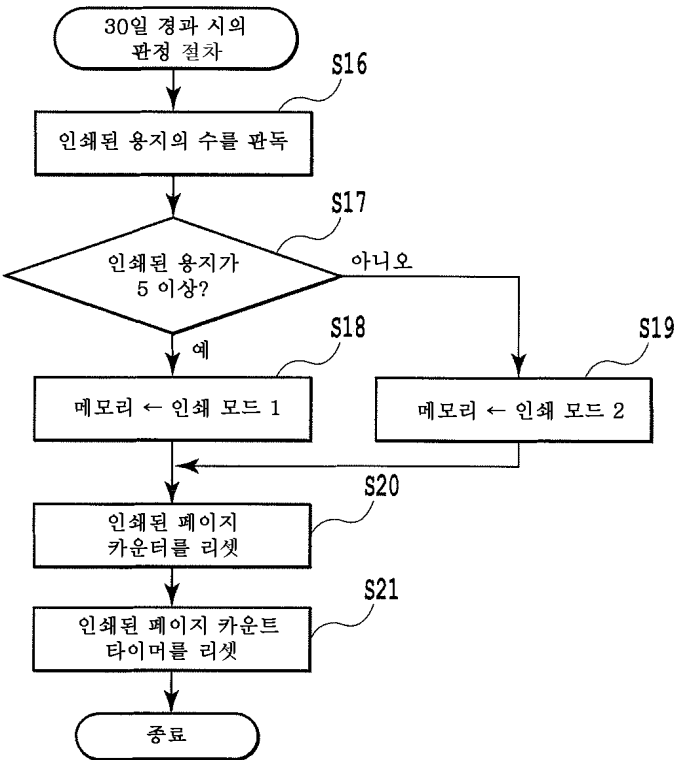 30일 경과 시의
판정 절차
S16
인쇄된 용지의 수를 판독
S17
인쇄된 용지가
5 이상?
아니오
예
S18
메모리 ← 인쇄 모드 1
S19
메모리 ← 인쇄 모드 2
S20
인쇄된 페이지
카운터를 리셋
S21
인쇄된 페이지 카운트
타이머를 리셋
종료